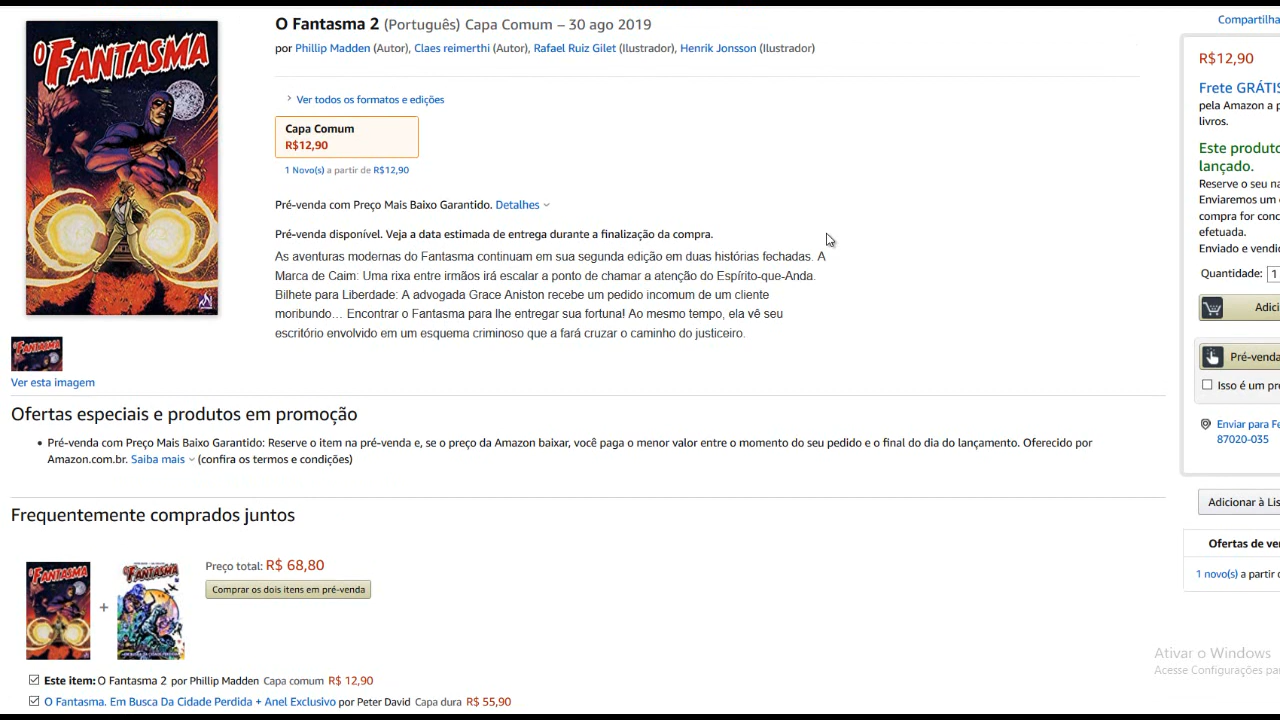 O FANTASMA
O Fantasma 2 (Português) Capa Comum – 30 ago 2019
por Phillip Madden (Autor), Claes reimerthi (Autor), Rafael Ruiz Gilet (Ilustrador), Henrik Jonsson (Ilustrador)
Ver todos os formatos e edições
Capa Comum
R$12,90
1 Novo(s) a partir de R$12,90
Pré-venda com Preço Mais Baixo Garantido. Detalhes
Pré-venda disponível. Veja a data estimada de entrega durante a finalização da compra.
As aventuras modernas do Fantasma continuam em sua segunda edição em duas histórias fechadas. A
Marca de Caim: Uma rixa entre irmãos irá escalar a ponto de chamar a atenção do Espírito-que-Anda.
Bilhete para Liberdade: A advogada Grace Aniston recebe um pedido incomum de um cliente
moribundo… Encontrar o Fantasma para lhe entregar sua fortuna! Ao mesmo tempo, ela vê seu
escritório envolvido em um esquema criminoso que a fará cruzar o caminho do justiceiro.
FANTASMA
Ver esta imagem
Ofertas especiais e produtos em promoção
Pré-venda com Preço Mais Baixo Garantido: Reserve o item na pré-venda e, se o preço da Amazon baixar, você paga o menor valor entre o momento do seu pedido e o final do dia do lançamento. Oferecido por
Amazon.com.br. Saiba mais (confira os termos e condições)
Frequentemente comprados juntos
FANTASMA
+
FANTASMA
Preço total: R$ 68,80
Comprar os dois itens em pré-venda
Este item: O Fantasma 2 por Phillip Madden Capa comum R$ 12,90
O Fantasma. Em Busca Da Cidade Perdida + Anel Exclusivo por Peter David Capa dura R$ 55,90
Compartilha
R$12,90
Frete GRÁTIS
pela Amazon a p
livros.
Este produto
lançado.
Reserve o seu na
Enviaremos um e
compra for conc
efetuada.
Enviado e vendic
Quantidade: 1
Adici
Pré-venda
Isso é um pre
Enviar para Fe
87020-035
Adicionar à Lis
Ofertas de ven
1 novo(s) a partir d
Ativar o Windows
Acesse Configurações par